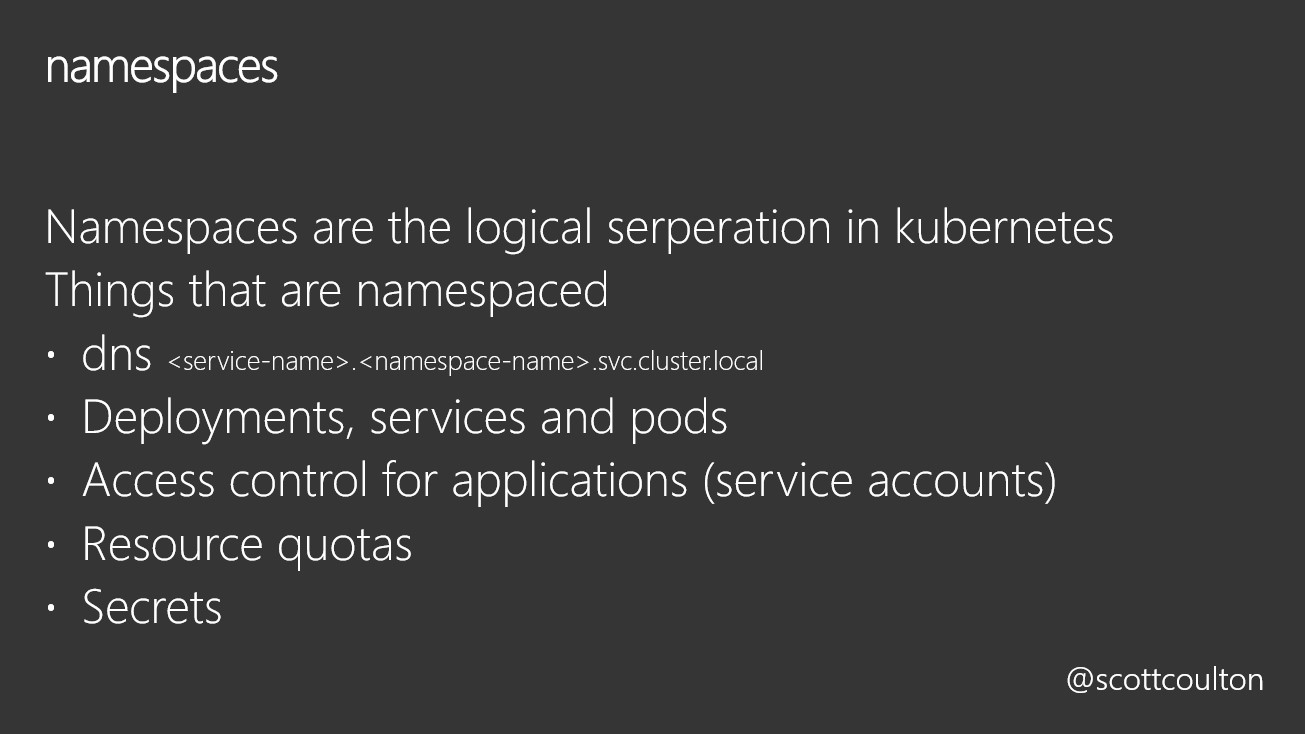 namespaces
Namespaces are the logical serperation in kubernetes
Things that are namespaced
• dns <service-name>.<namespace-name>.svc.cluster.local
• Deployments, services and pods
• Access control for applications (service accounts)
• Resource quotas
• Secrets
@scottcoulton